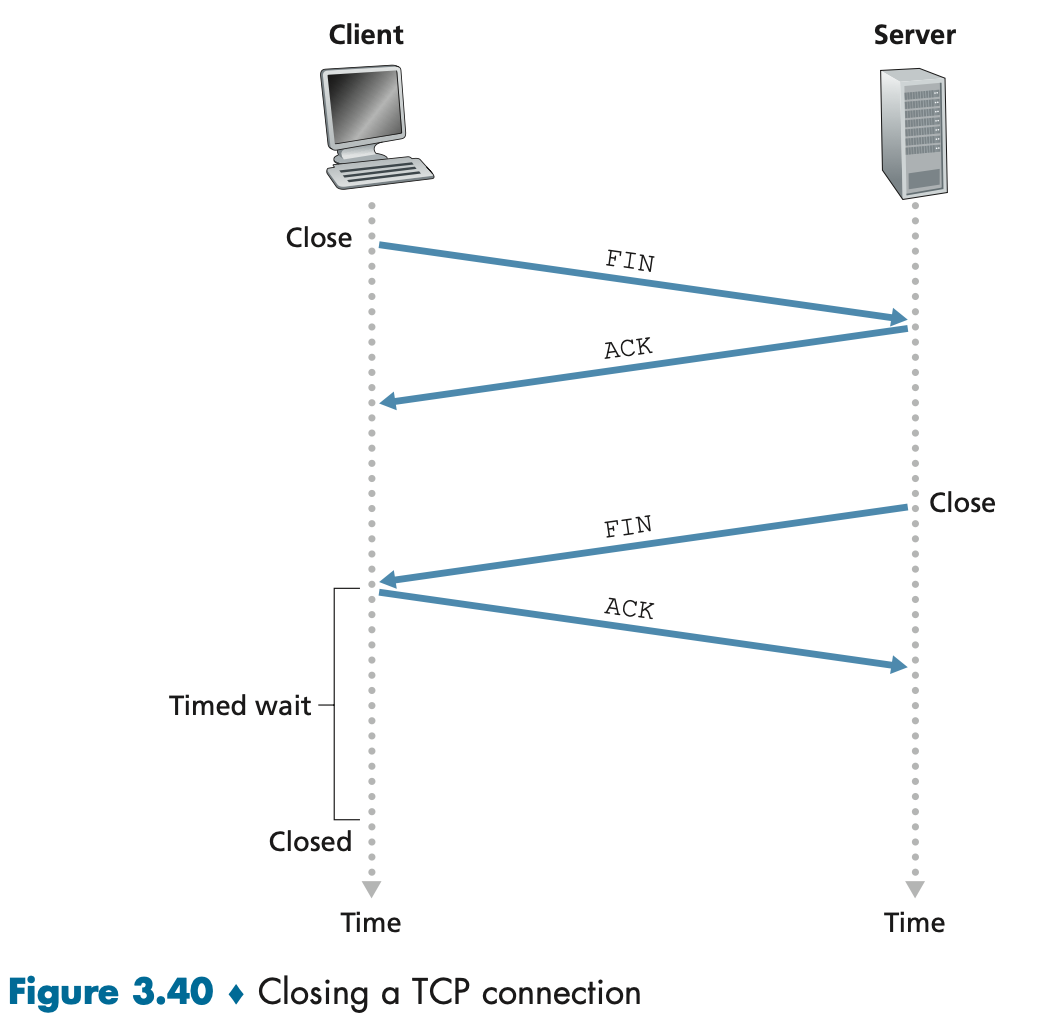 Client
Server
Close
FIN
ACK
Close
FIN
ACK
Timed wait
Closed
Time
Time
Figure 3.40 ♦ Closing a TCP connection